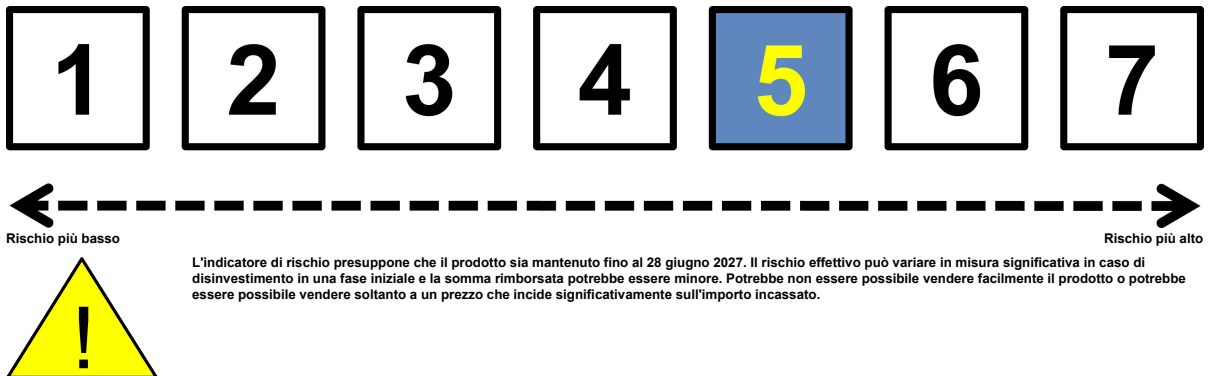 1 2 3 4 5 6 7
Rischio più basso Rischio più alto
L'indicatore di rischio presuppone che il prodotto sia mantenuto fino al 28 giugno 2027. Il rischio effettivo può variare in misura significativa in caso di
disinvestimento in una fase iniziale e la somma rimborsata potrebbe essere minore. Potrebbe non essere possibile vendere facilmente il prodotto o potrebbe
essere possibile vendere soltanto a un prezzo che incide significativamente sull'importo incassato.
!